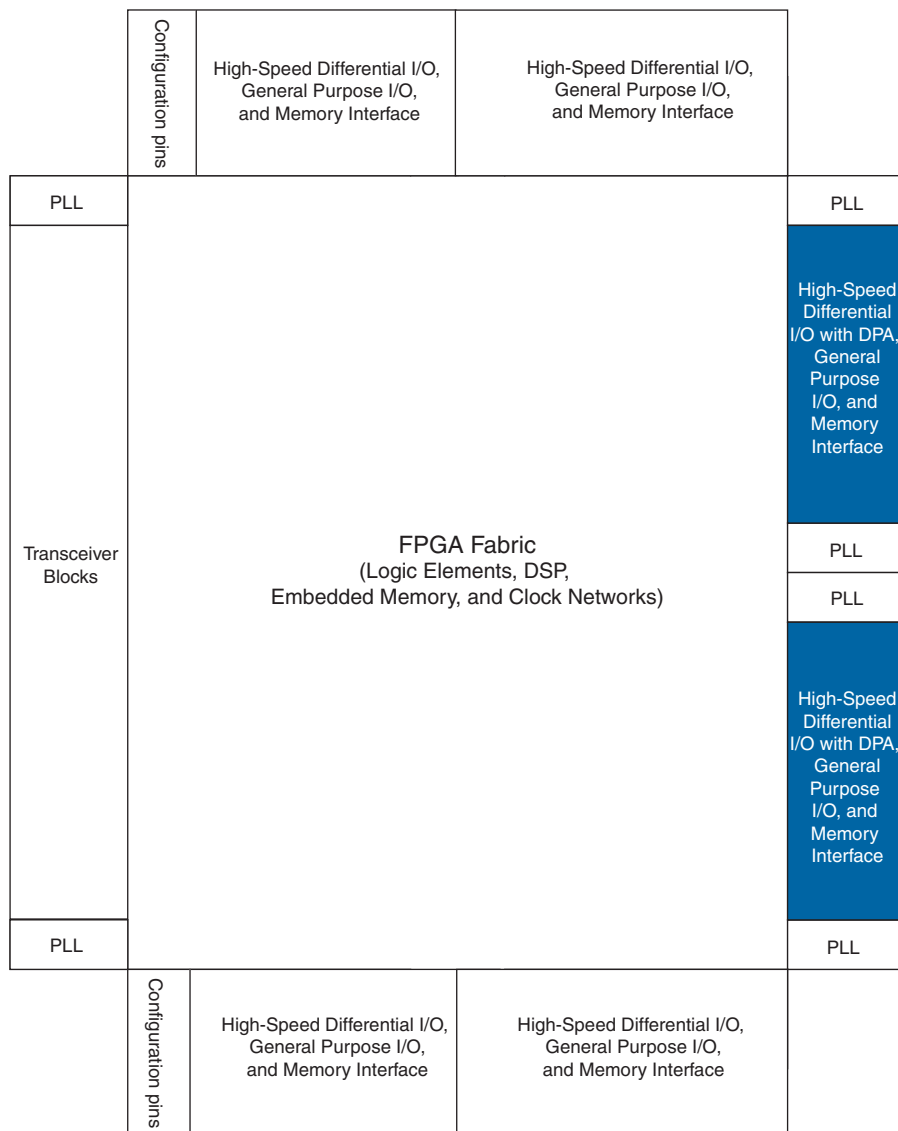 Configuration pins
High-Speed Differential I/O,
General Purpose I/O,
and Memory Interface
High-Speed Differential I/O,
General Purpose I/O,
and Memory Interface
PLL
PLL
High-Speed
Differential
I/O with DPA,
General
Purpose
I/O, and
Memory
Interface
Transceiver
Blocks
FPGA Fabric
(Logic Elements, DSP,
Embedded Memory, and Clock Networks)
PLL
PLL
High-Speed
Differential
I/O with DPA,
General
Purpose
I/O, and
Memory
Interface
PLL
PLL
Configuration pins
High-Speed Differential I/O,
General Purpose I/O,
and Memory Interface
High-Speed Differential I/O,
General Purpose I/O,
and Memory Interface